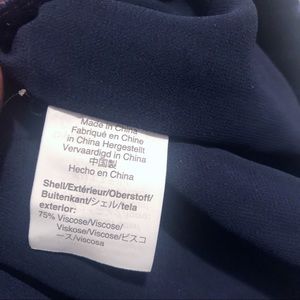 Made in China
Fabriqué en Chine
in China Hergestellt
Vervaardigd in China
中国製
Hecho en China
Shell/Extérieur/Oberstoff/
Buitenkant/シェル/tela
exterior:
75% Viscose/Viscose/
Viskose/Viscose/ビスコ
ース/viscosa